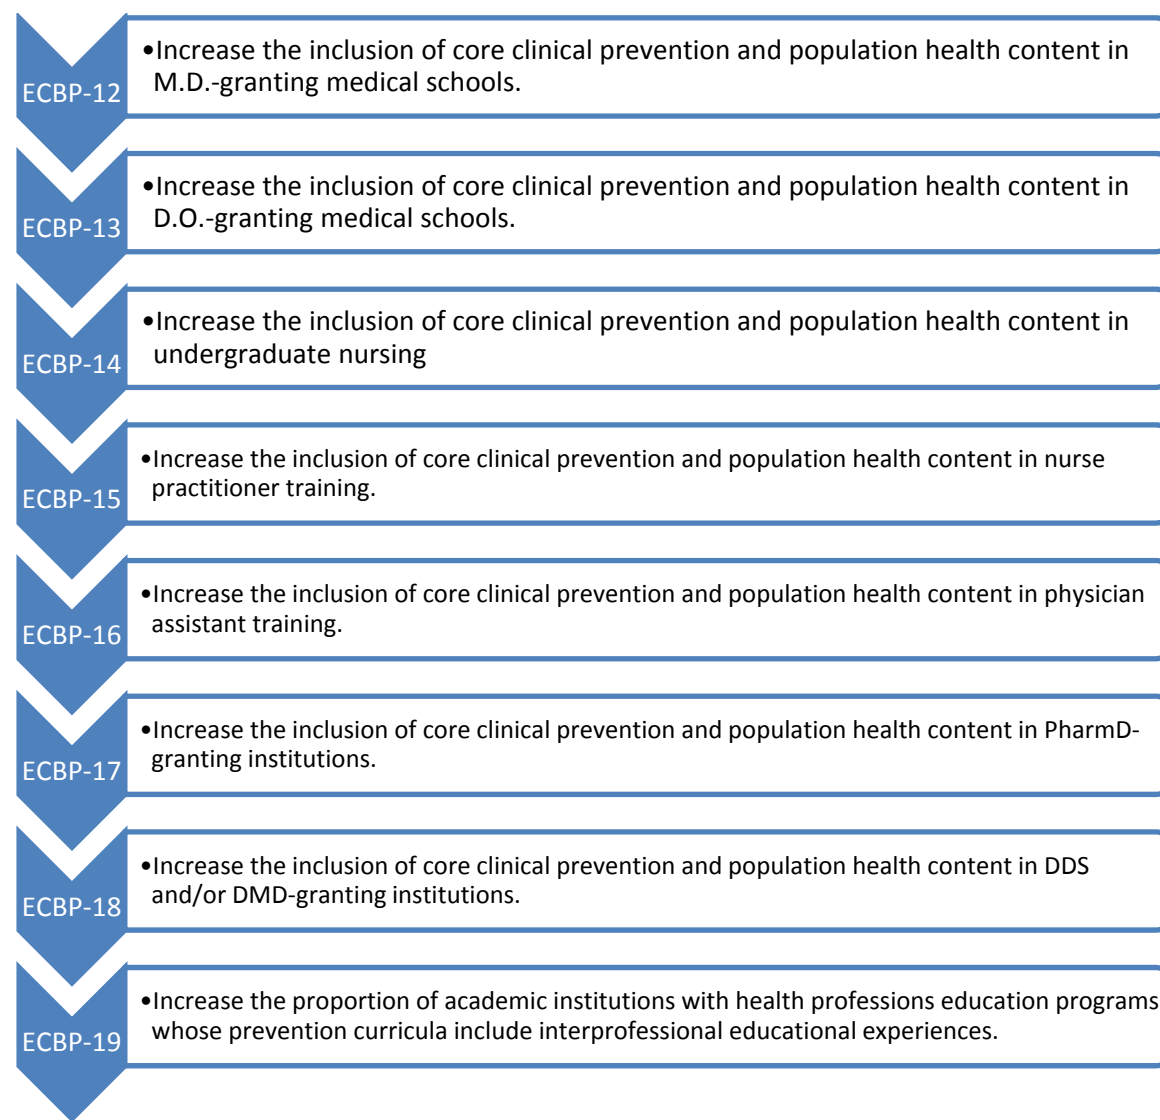 ECBP-12
•Increase the inclusion of core clinical prevention and population health content in
M.D.-granting medical schools.
ECBP-13
•Increase the inclusion of core clinical prevention and population health content in
D.O.-granting medical schools.
ECBP-14
•Increase the inclusion of core clinical prevention and population health content in
undergraduate nursing
ECBP-15
•Increase the inclusion of core clinical prevention and population health content in nurse
practitioner training.
ECBP-16
•Increase the inclusion of core clinical prevention and population health content in physician
assistant training.
ECBP-17
•Increase the inclusion of core clinical prevention and population health content in PharmD-
granting institutions.
ECBP-18
•Increase the inclusion of core clinical prevention and population health content in DDS
and/or DMD-granting institutions.
ECBP-19
•Increase the proportion of academic institutions with health professions education programs
whose prevention curricula include interprofessional educational experiences.